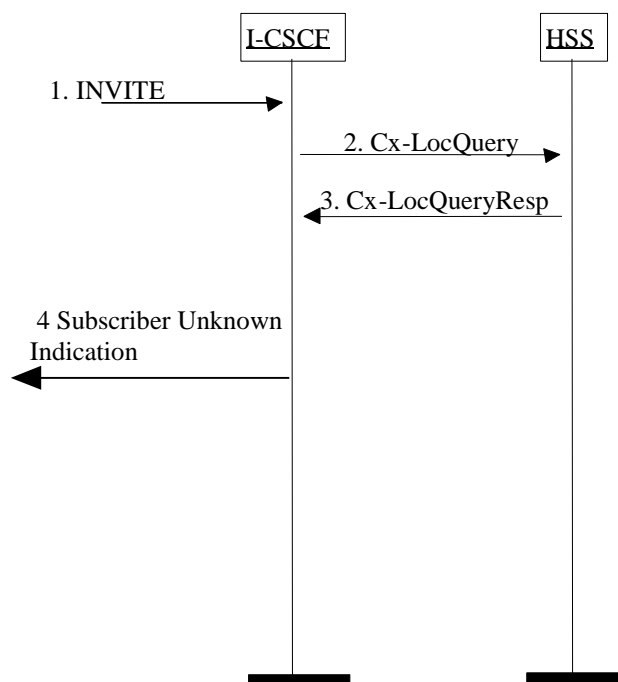 I-CSCF
HSS
1. INVITE
2. Cx-LocQuery
3. Cx-LocQueryResp
4 Subscriber Unknown
Indication